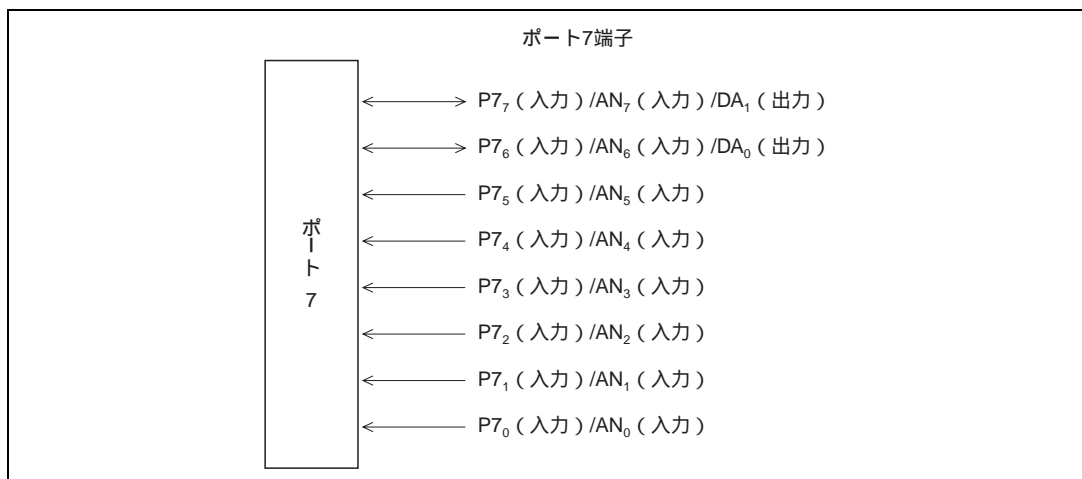 ポート7端子
P7₇（入力）/AN₇（入力）/DA₁（出力）
P7₆（入力）/AN₆（入力）/DA₀（出力）
P7₅（入力）/AN₅（入力）
P7₄（入力）/AN₄（入力）
P7₃（入力）/AN₃（入力）
P7₂（入力）/AN₂（入力）
P7₁（入力）/AN₁（入力）
P7₀（入力）/AN₀（入力）
ポート7